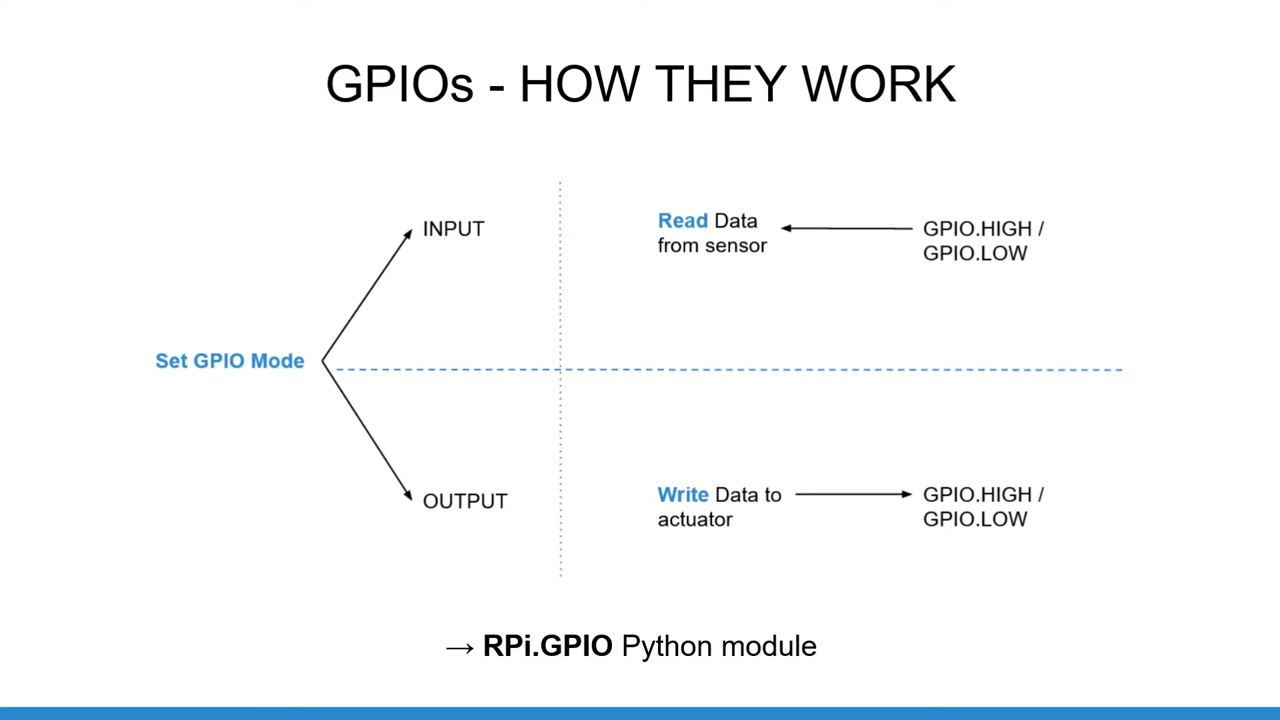 GPIOs - HOW THEY WORK
INPUT
Read Data
from sensor
GPIO.HIGH /
GPIO.LOW
Set GPIO Mode
OUTPUT
Write Data to
actuator
GPIO.HIGH /
GPIO.LOW
→ RPi.GPIO Python module